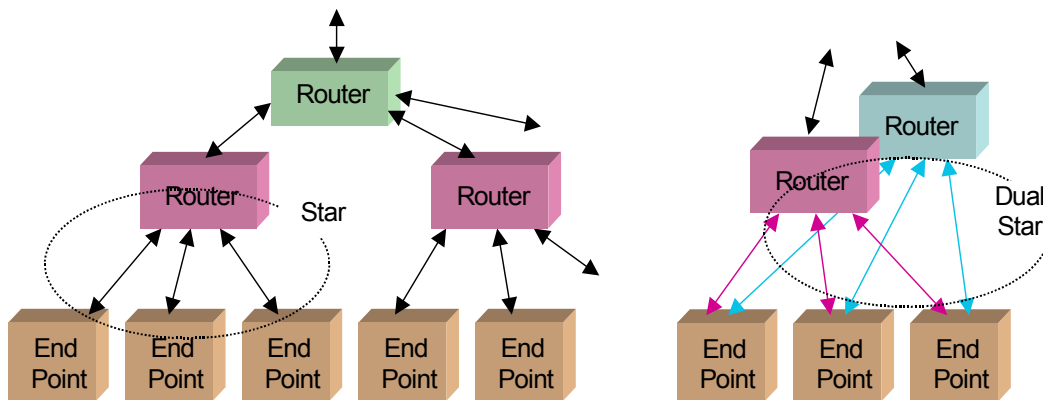 Router
Router
Router
Star
End
Point
End
Point
End
Point
End
Point
End
Point
Router
Router
Dual
Star
End
Point
End
Point
End
Point